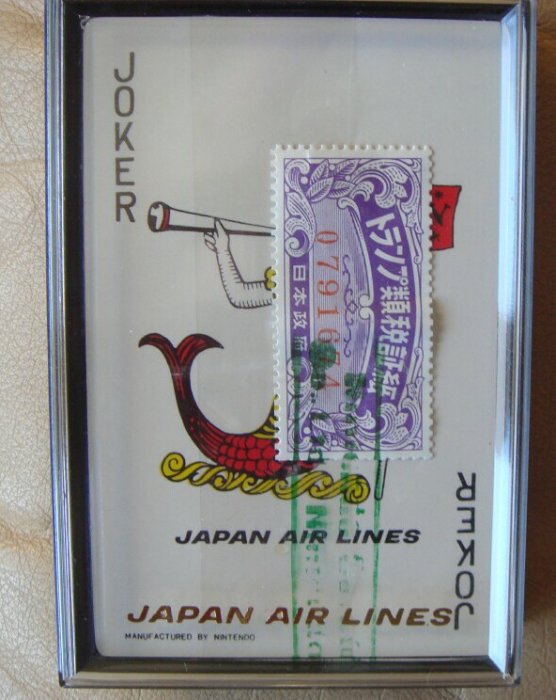 JOKER
トランプ類税証紙
0791674
日本政府
JOKER
JAPAN AIR LINES
JAPAN AIR LINES
MANUFACTURED BY NINTENDO